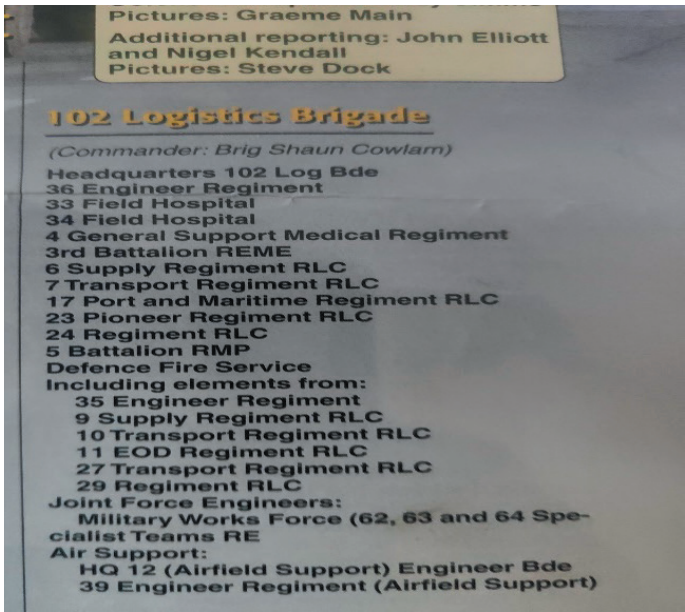 Pictures: Graeme Main
Additional reporting: John Elliott
and Nigel Kendall
Pictures: Steve Dock
102 Logistics Brigade
(Commander: Brig Shaun Cowlam)
Headquarters 102 Log Bde
36 Engineer Regiment
33 Field Hospital
34 Field Hospital
4 General Support Medical Regiment
3rd Battalion REME
6 Supply Regiment RLC
7 Transport Regiment RLC
17 Port and Maritime Regiment RLC
23 Pioneer Regiment RLC
24 Regiment RLC
5 Battalion RMP
Defence Fire Service
Including elements from:
35 Engineer Regiment
9 Supply Regiment RLC
10 Transport Regiment RLC
11 EOD Regiment RLC
27 Transport Regiment RLC
29 Regiment RLC
Joint Force Engineers:
Military Works Force (62, 63 and 64 Spe-
cialist Teams RE
Air Support:
HQ 12 (Airfield Support) Engineer Bde
39 Engineer Regiment (Airfield Support)